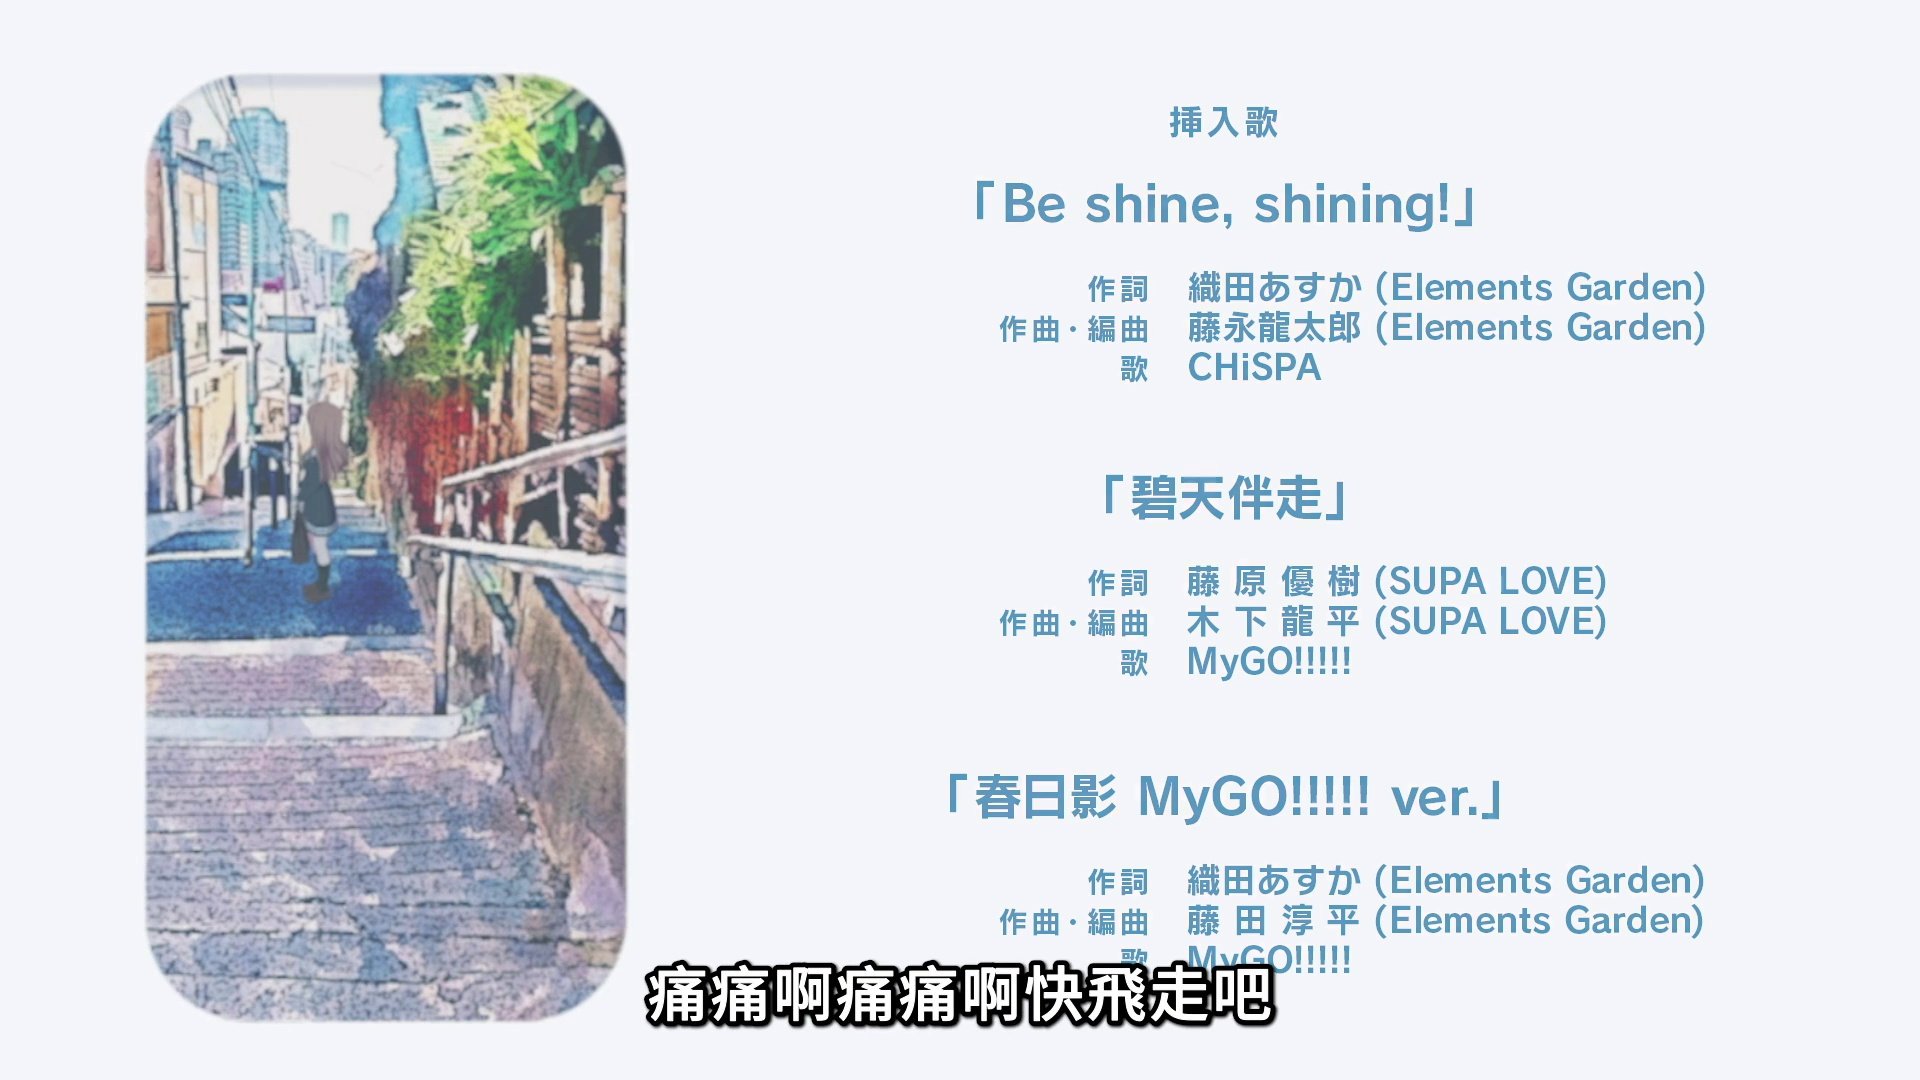 挿入歌
「Be shine, shining!」
作詞 織田あすか (Elements Garden)
作曲・編曲 藤永龍太郎 (Elements Garden)
歌 CHiSPA
「碧天伴走」
作詞 藤原優樹 (SUPA LOVE)
作曲・編曲 木下龍平 (SUPA LOVE)
歌 MyGO!!!!!
「春日影 MyGO!!!!! ver.」
作詞 織田あすか (Elements Garden)
作曲・編曲 藤田淳平 (Elements Garden)
歌 MyGO!!!!!
痛痛啊痛痛啊快飛走吧